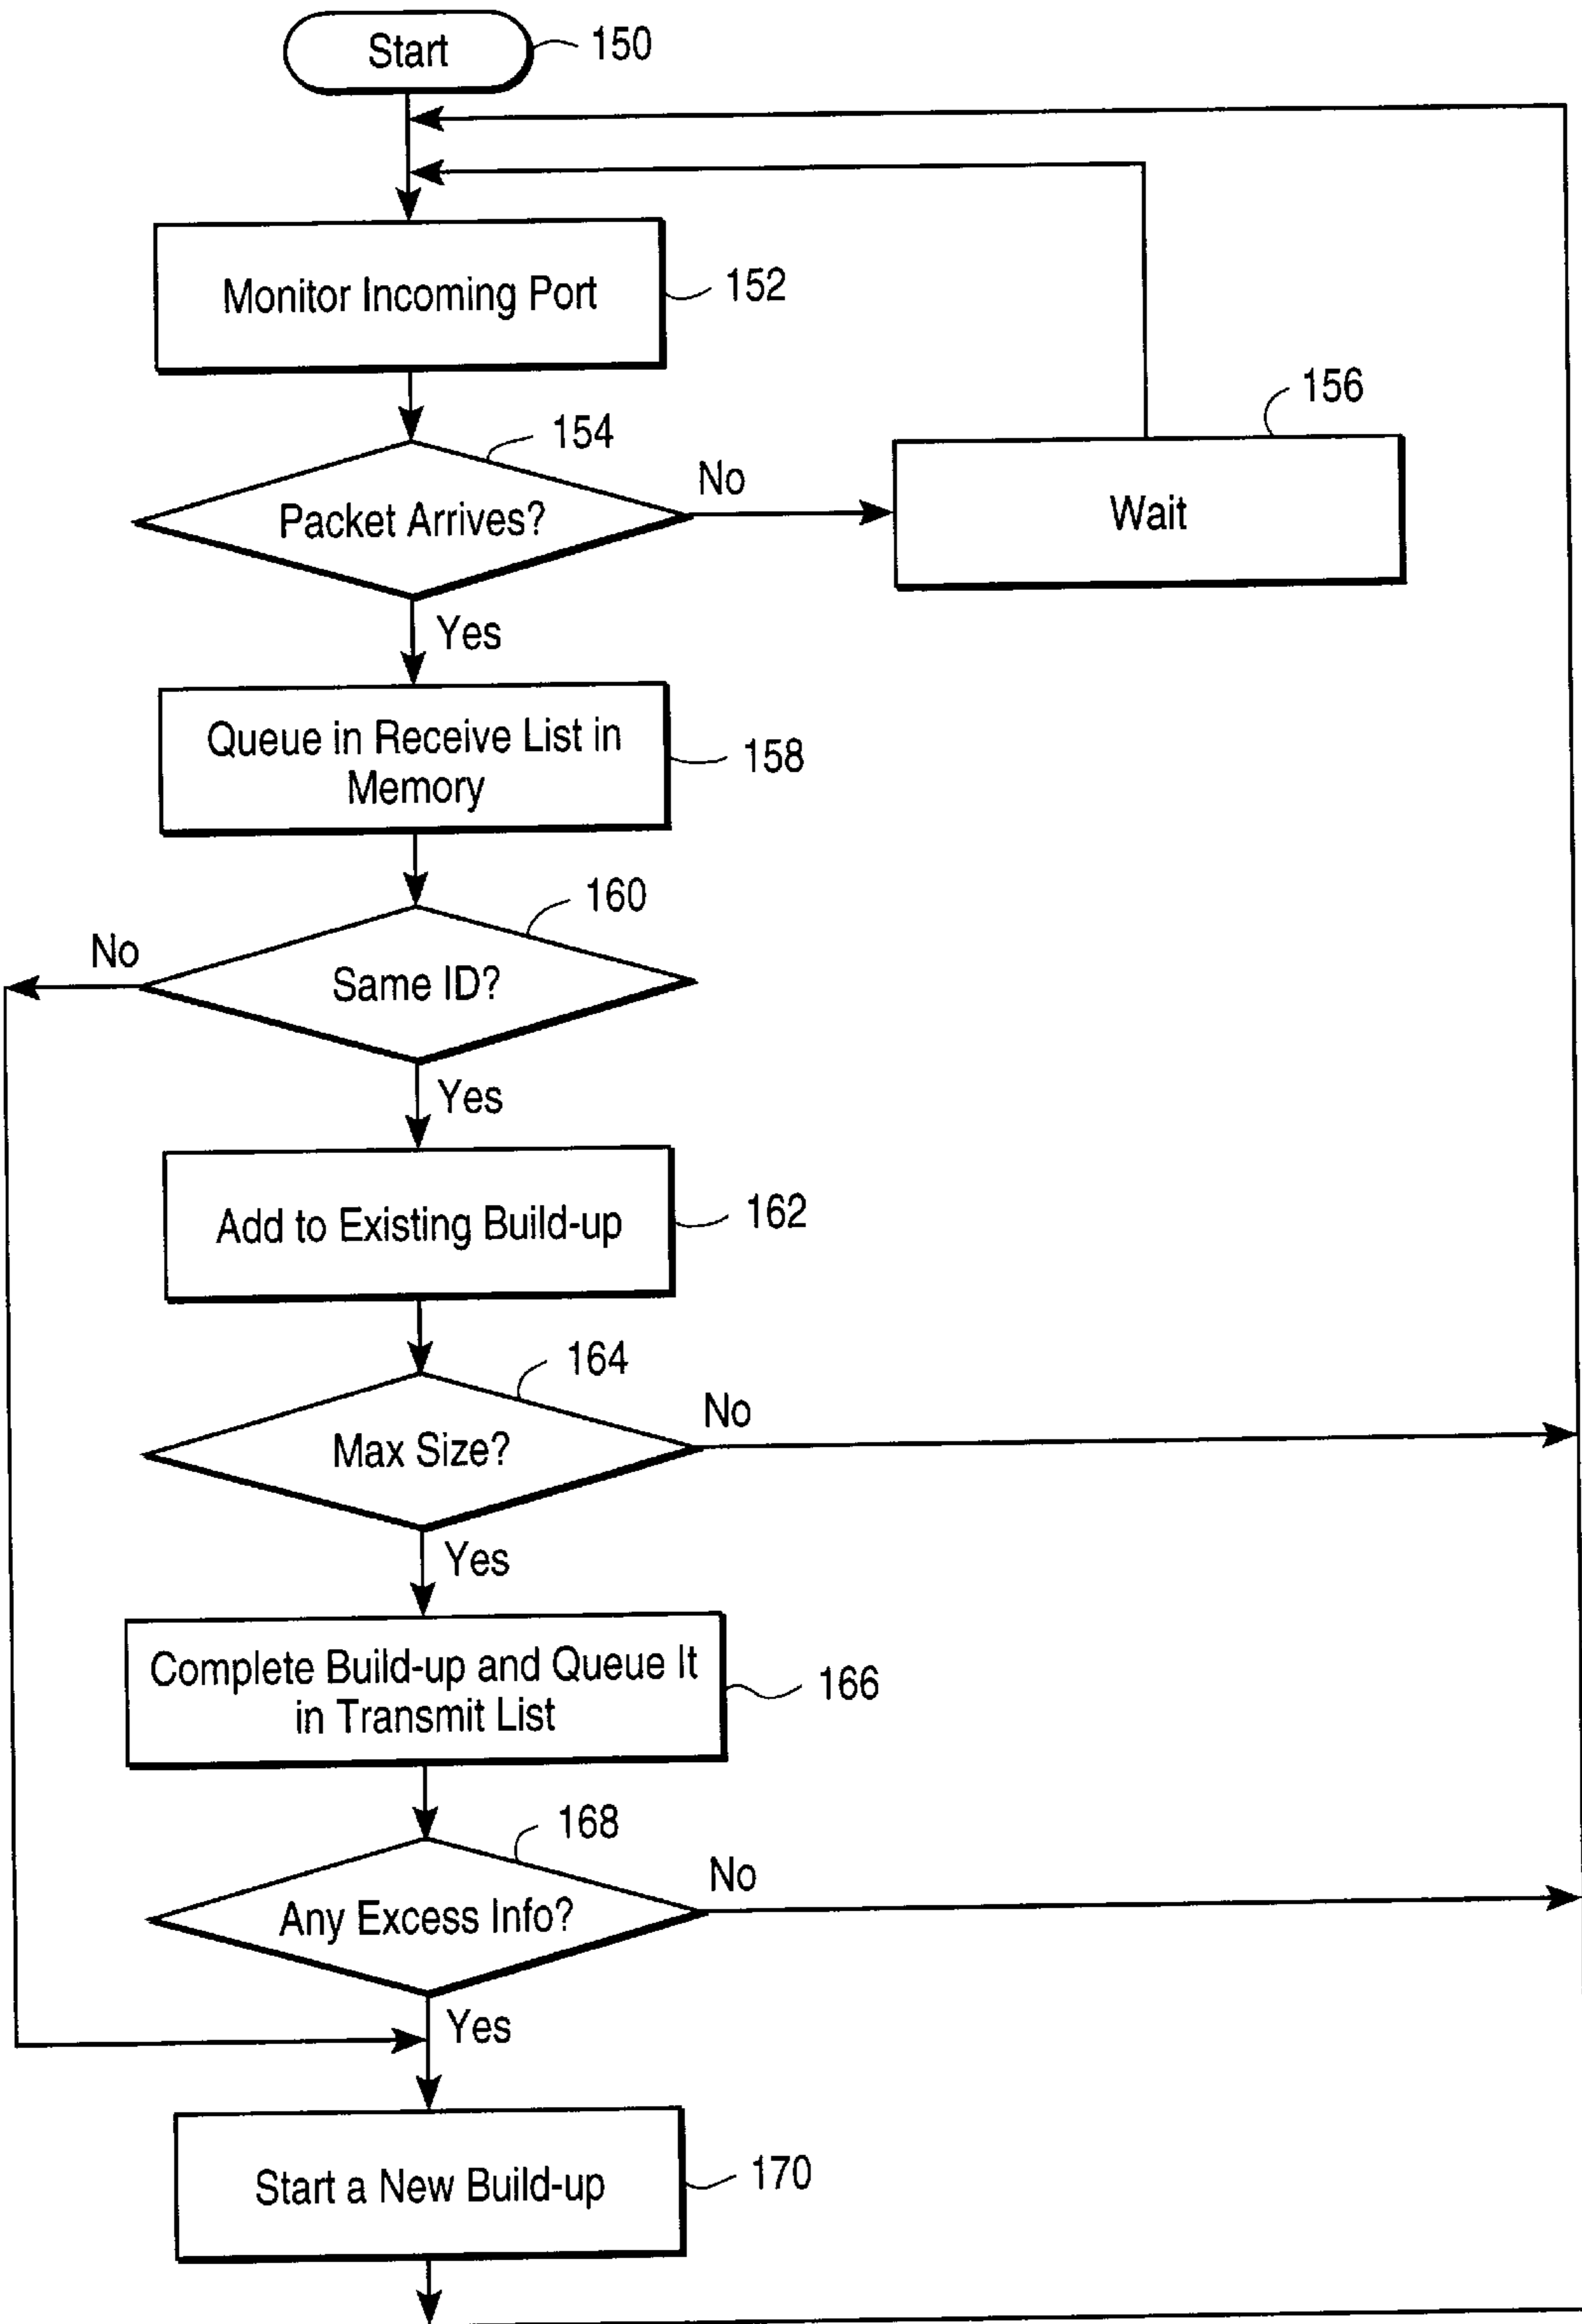 Start
150
Monitor Incoming Port
152
154
Packet Arrives?
No
156
Wait
Yes
Queue in Receive List in
Memory
158
160
No
Same ID?
Yes
Add to Existing Build-up
162
164
Max Size?
No
Yes
Complete Build-up and Queue It
in Transmit List
166
168
Any Excess Info?
No
Yes
Start a New Build-up
170